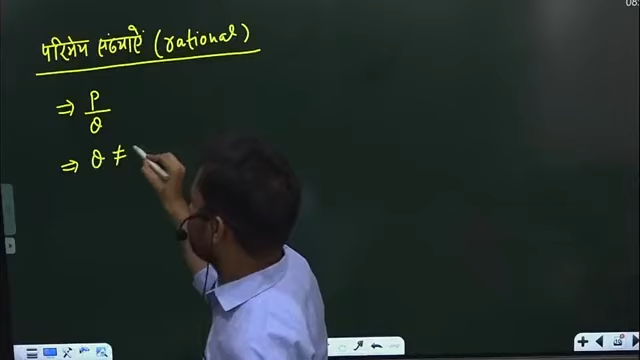 परिमेय संख्याऐं (rational)
⇒ P/Q
⇒ Q ≠